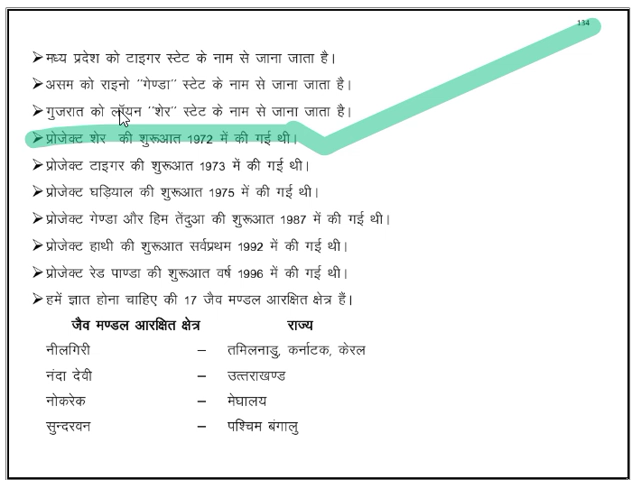 134
➢मध्य प्रदेश को टाइगर स्टेट के नाम से जाना जाता है।
➢असम को राइनो ‘‘गेण्डा’’ स्टेट के नाम से जाना जाता है।
➢गुजरात को लॉयन ‘‘शेर’’ स्टेट के नाम से जाना जाता है।
➢प्रोजेक्ट शेर की शुरूआत 1972 में की गई थी।
➢प्रोजेक्ट टाइगर की शुरूआत 1973 में की गई थी।
➢प्रोजेक्ट घड़ियाल की शुरूआत 1975 में की गई थी।
➢प्रोजेक्ट गेण्डा और हिम तेंदुआ की शुरूआत 1987 में की गई थी।
➢प्रोजेक्ट हाथी की शुरूआत सर्वप्रथम 1992 में की गई थी।
➢प्रोजेक्ट रेड पाण्डा की शुरूआत वर्ष 1996 में की गई थी।
➢हमें ज्ञात होना चाहिए की 17 जैव मण्डल आरक्षित क्षेत्र हैं।
जैव मण्डल आरक्षित क्षेत्र राज्य
नीलगिरी – तमिलनाडु, कर्नाटक, केरल
नंदा देवी – उत्तराखण्ड
नोकरेक – मेघालय
सुन्दरवन – पश्चिम बंगालु